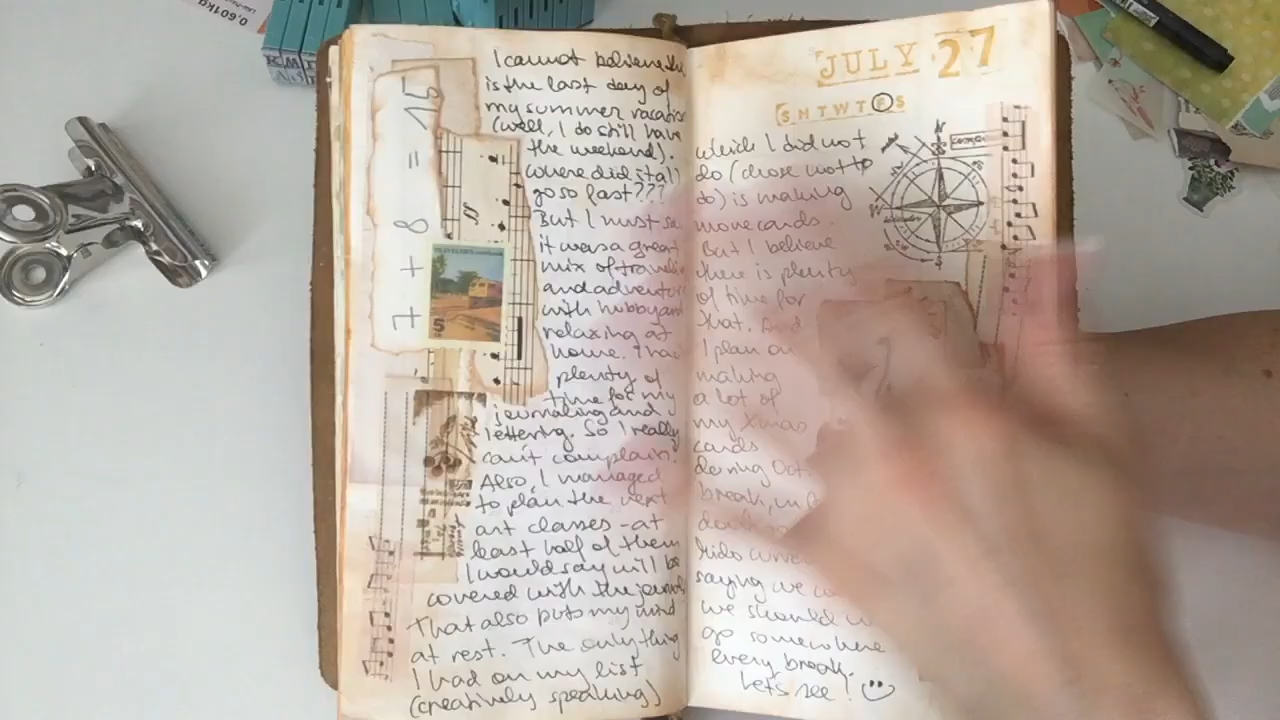 0.601kg
7 + 8 = 15
I cannot believe this
is the last day of
my summer vacation
(well, I do still have
the weekend).
Where did it all
go so fast???
But I must say
it was a great
mix of
and adventure
with hubby and
relaxing at
home. I had
plenty of
time for my
journaling and
lettering. So I really
can't complain.
Also, I managed
to plan the next
art classes - at
least half of them
I would say will be
covered with the
That also puts my mind
at rest. The only thing
I had on my list
(creatively speaking)
5
JULY 27
S M T W T F S
which I did not
do (chose not to
do) is making
more cards.
But I believe
there is plenty
of time for
that. And
I plan on
making
a lot of
my Xmas
cards
during Oct
break,
saying we
we should
go somewhere
every break.
Let's see!